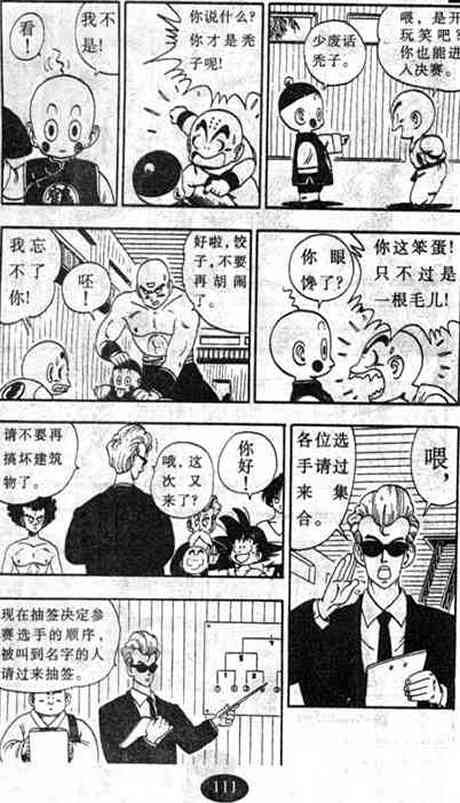 喂，是开
玩笑吧？
你也能进
入决赛。
少废话
秃子。
你说什么？
你才是秃
子呢！
我不
是！
看！
你这笨蛋！
只不过是
一根毛儿！
你眼
馋了？
好啦，饺
子，不要
再胡闹
了。
呸！
我忘
不了
你！
喂，
各位选
手请过
来集
合。
你
好！
哦，这
次又
来了？
请不要再
搞坏建筑
物了。
现在抽签决定参
赛选手的顺序，
被叫到名字的人
请过来抽签。
111